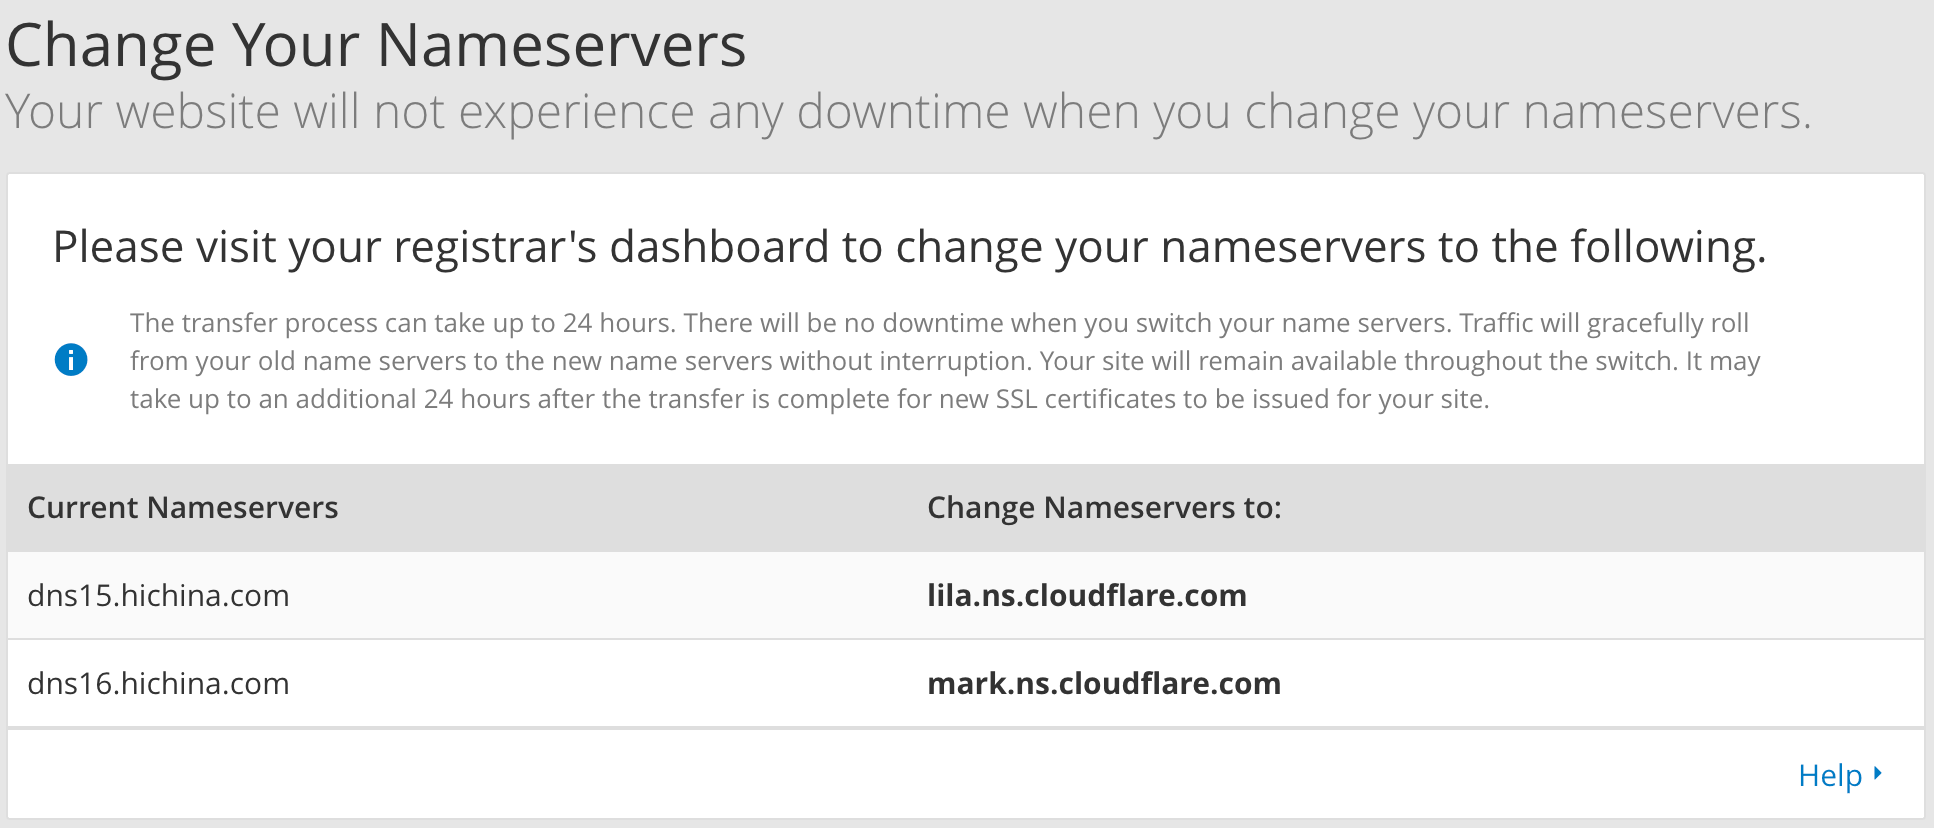 Change Your Nameservers
Your website will not experience any downtime when you change your nameservers.
Please visit your registrar's dashboard to change your nameservers to the following.
The transfer process can take up to 24 hours. There will be no downtime when you switch your name servers. Traffic will gracefully roll
from your old name servers to the new name servers without interruption. Your site will remain available throughout the switch. It may
take up to an additional 24 hours after the transfer is complete for new SSL certificates to be issued for your site.
Current Nameservers Change Nameservers to:
dns15.hichina.com lila.ns.cloudflare.com
dns16.hichina.com mark.ns.cloudflare.com
Help